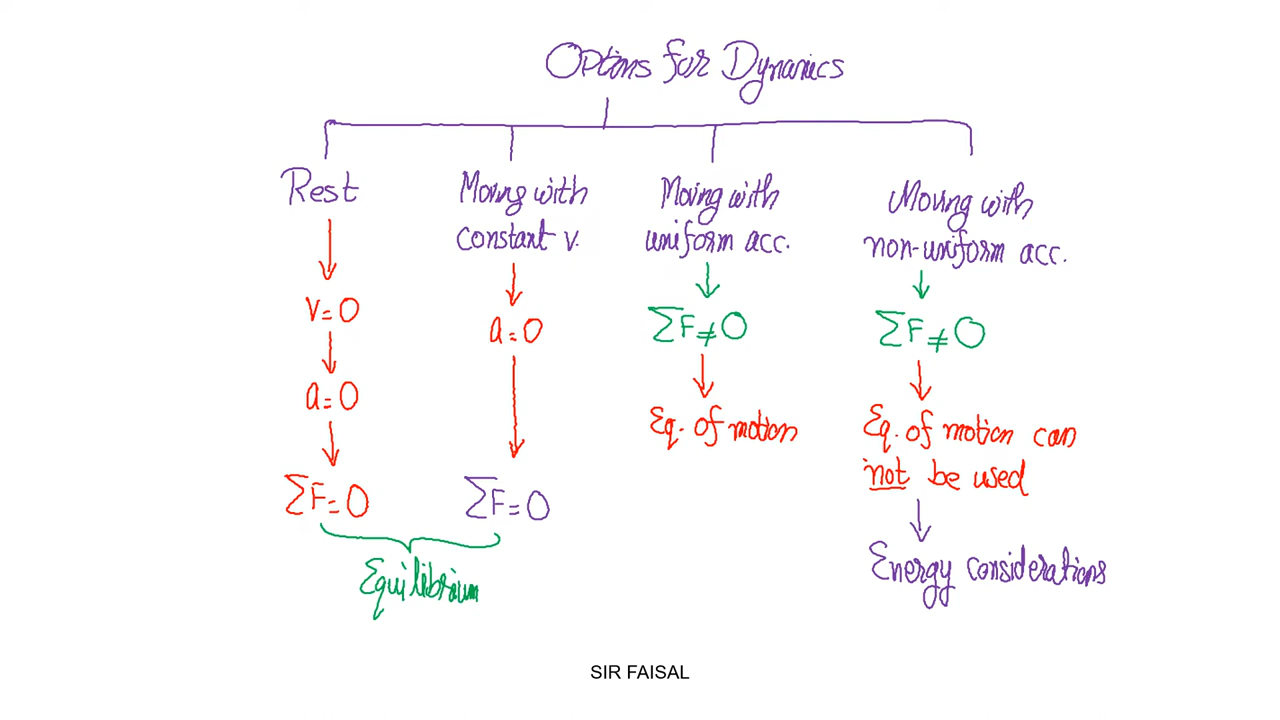 Options for Dynamics
Rest
v=0
a=0
ΣF=0
Moving with
constant v.
a=0
ΣF=0
Equilibrium
Moving with
uniform acc.
ΣF≠0
Eq. of motion
Moving with
non-uniform acc.
ΣF≠0
Eq. of motion can
not be used
Energy considerations
SIR FAISAL